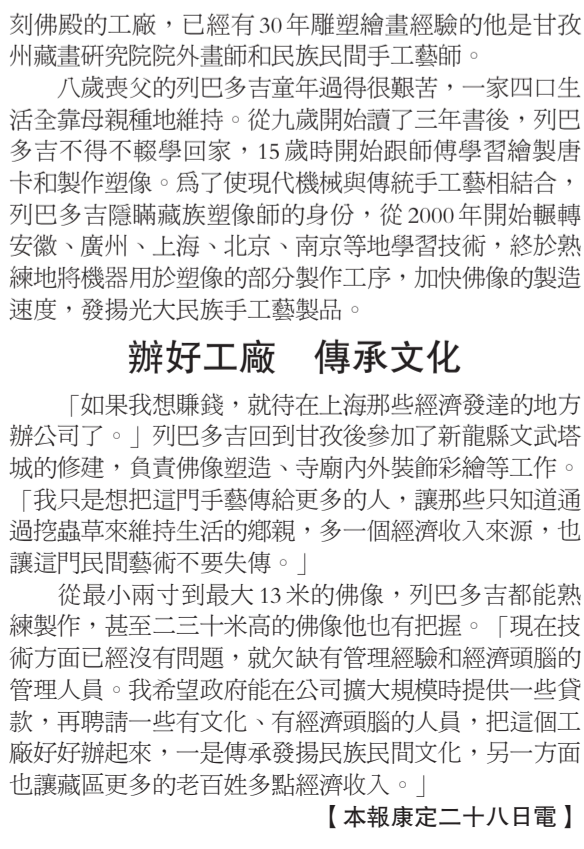 刻佛殿的工廠，已經有30年雕塑繪畫經驗的他是甘孜
州藏畫研究院院外畫師和民族民間手工藝師。
八歲喪父的列巴多吉童年過得很艱苦，一家四口生
活全靠母親種地維持。從九歲開始讀了三年書後，列巴
多吉不得不輟學回家，15歲時開始跟師傅學習繪製唐
卡和製作塑像。爲了使現代機械與傳統手工藝相結合，
列巴多吉隱瞞藏族塑像師的身份，從2000年開始輾轉
安徽、廣州、上海、北京、南京等地學習技術，終於熟
練地將機器用於塑像的部分製作工序，加快佛像的製造
速度，發揚光大民族手工藝製品。
辦好工廠　傳承文化
「如果我想賺錢，就待在上海那些經濟發達的地方
辦公司了。」列巴多吉回到甘孜後參加了新龍縣文武塔
城的修建，負責佛像塑造、寺廟內外裝飾彩繪等工作。
「我只是想把這門手藝傳給更多的人，讓那些只知道通
過挖蟲草來維持生活的鄉親，多一個經濟收入來源，也
讓這門民間藝術不要失傳。」
從最小兩寸到最大13米的佛像，列巴多吉都能熟
練製作，甚至二三十米高的佛像他也有把握。「現在技
術方面已經沒有問題，就欠缺有管理經驗和經濟頭腦的
管理人員。我希望政府能在公司擴大規模時提供一些貸
款，再聘請一些有文化、有經濟頭腦的人員，把這個工
廠好好辦起來，一是傳承發揚民族民間文化，另一方面
也讓藏區更多的老百姓多點經濟收入。」
【本報康定二十八日電】